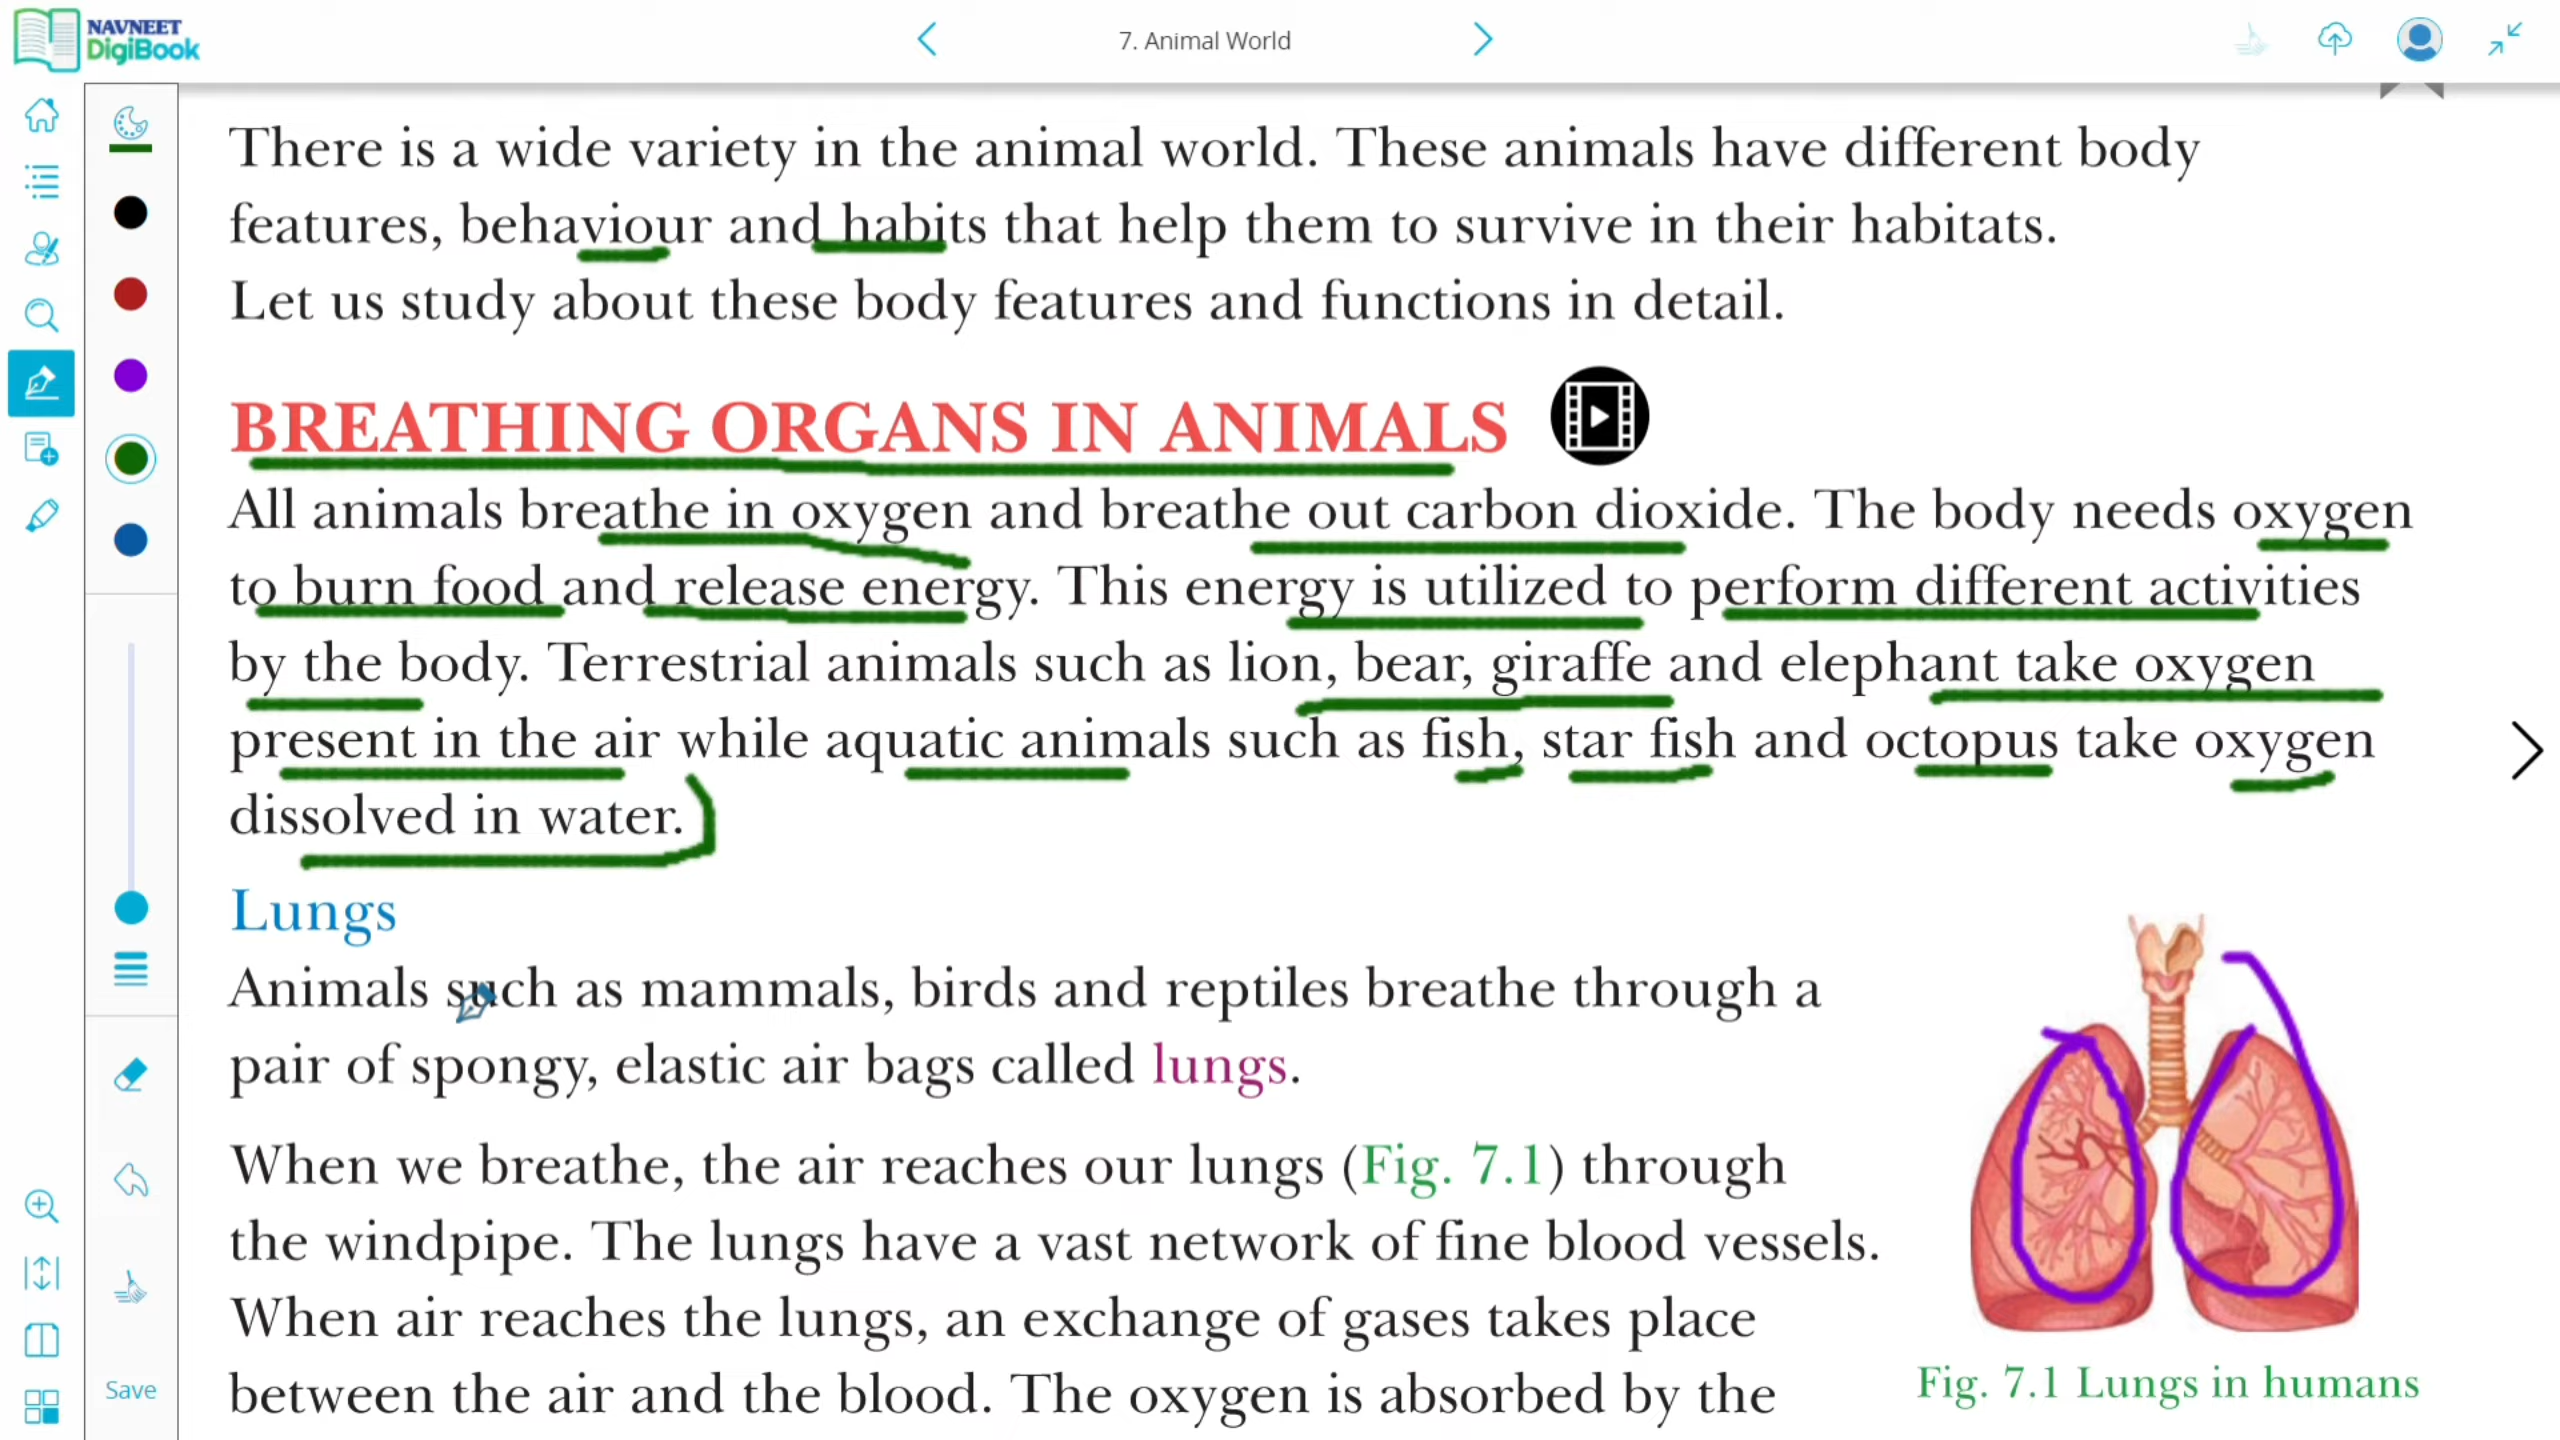 NAVNEET
DigiBook
7. Animal World
There is a wide variety in the animal world. These animals have different body
features, behaviour and habits that help them to survive in their habitats.
Let us study about these body features and functions in detail.
BREATHING ORGANS IN ANIMALS
All animals breathe in oxygen and breathe out carbon dioxide. The body needs oxygen
to burn food and release energy. This energy is utilized to perform different activities
by the body. Terrestrial animals such as lion, bear, giraffe and elephant take oxygen
present in the air while aquatic animals such as fish, star fish and octopus take oxygen
dissolved in water.
Lungs
Animals such as mammals, birds and reptiles breathe through a
pair of spongy, elastic air bags called lungs.
When we breathe, the air reaches our lungs (Fig. 7.1) through
the windpipe. The lungs have a vast network of fine blood vessels.
When air reaches the lungs, an exchange of gases takes place
between the air and the blood. The oxygen is absorbed by the
Fig. 7.1 Lungs in humans
Save